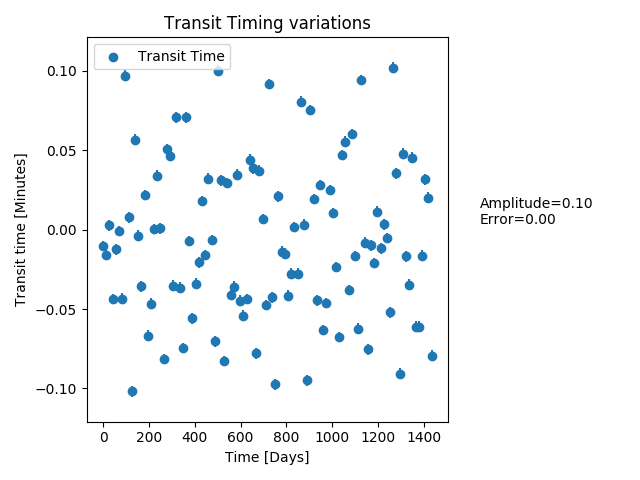 Transit Timing variations
Transit Time
0.10
0.05
0.00
−0.05
−0.10
Transit time [Minutes]
0 200 400 600 800 1000 1200 1400
Time [Days]
Amplitude=0.10
Error=0.00